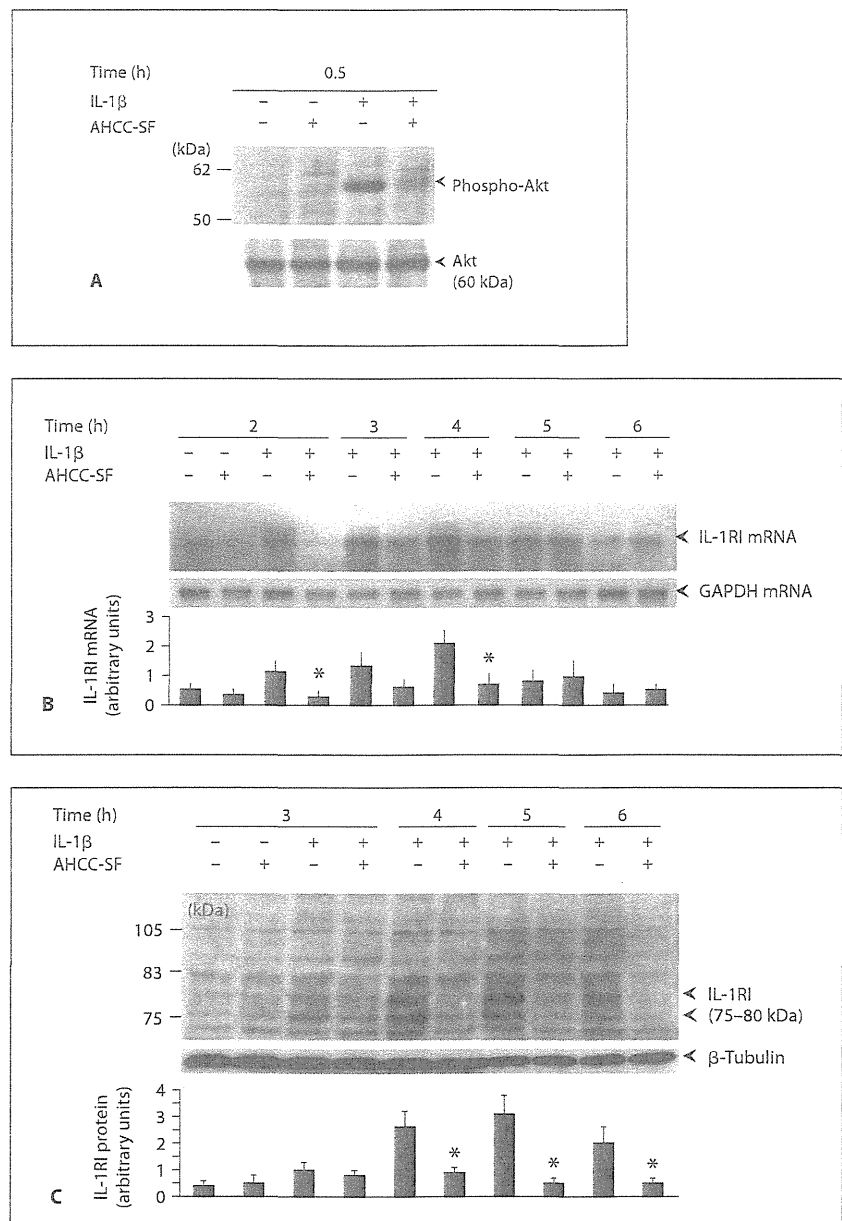 Time (h) 0.5
IL-1β – – + +
AHCC-SF – + – +
(kDa)
62
Phospho-Akt
50
Akt
(60 kDa)
A
Time (h) 2 3 4 5 6
IL-1β – – + + + + + + + + + +
AHCC-SF – + – + – + – + – + – +
IL-1RI mRNA
GAPDH mRNA
IL-1RI mRNA
(arbitrary units)
3
2
1
0
* *
B
Time (h) 3 4 5 6
IL-1β – – + + + + + + + +
AHCC-SF – + – + – + – + – +
(kDa)
105
83
IL-1RI
75
(75–80 kDa)
β-Tubulin
IL-1RI protein
(arbitrary units)
4
3
2
1
0
* * *
C